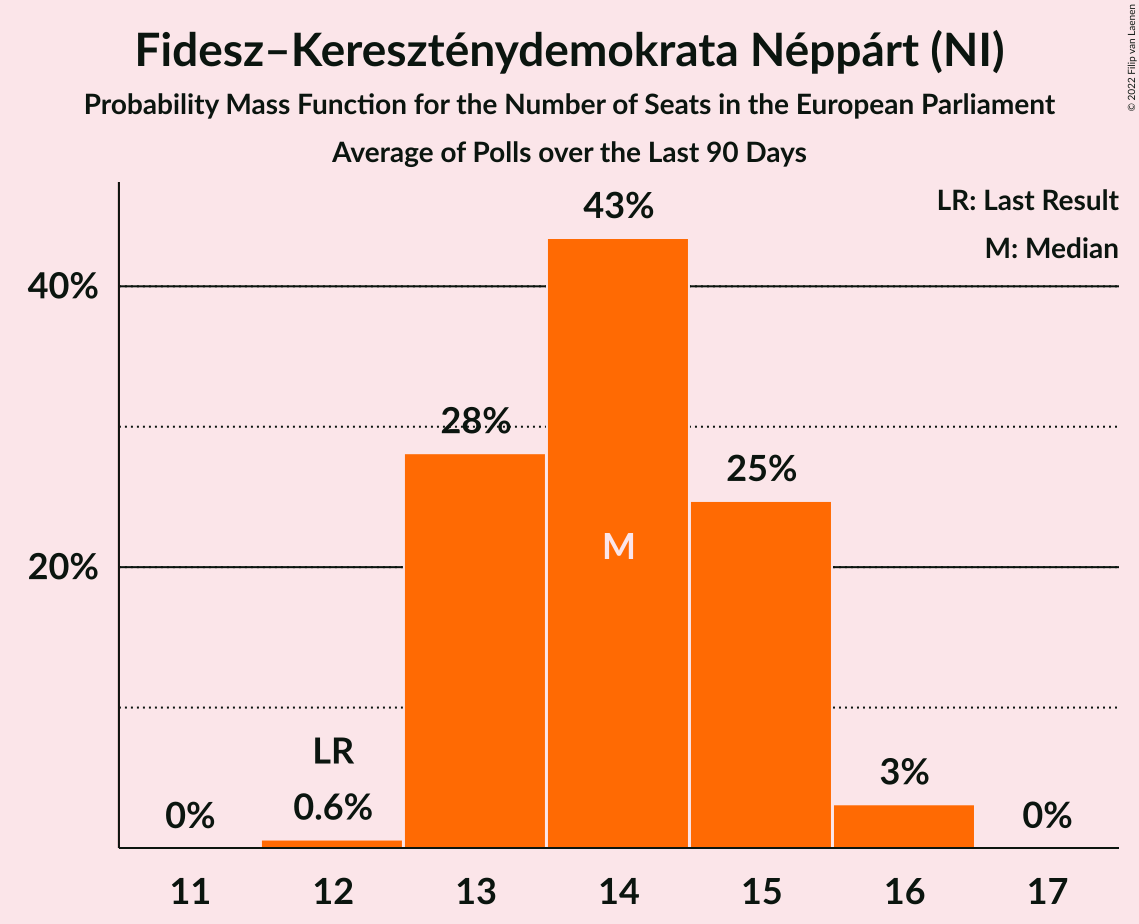 Fidesz–Kereszténydemokrata Néppárt (NI)
Probability Mass Function for the Number of Seats in the European Parliament
Average of Polls over the Last 90 Days
© 2022 Filip van Laenen
LR: Last Result
M: Median
43%
40%
28%
25%
M
20%
LR
3%
0%
0.6%
0%
11 12 13 14 15 16 17